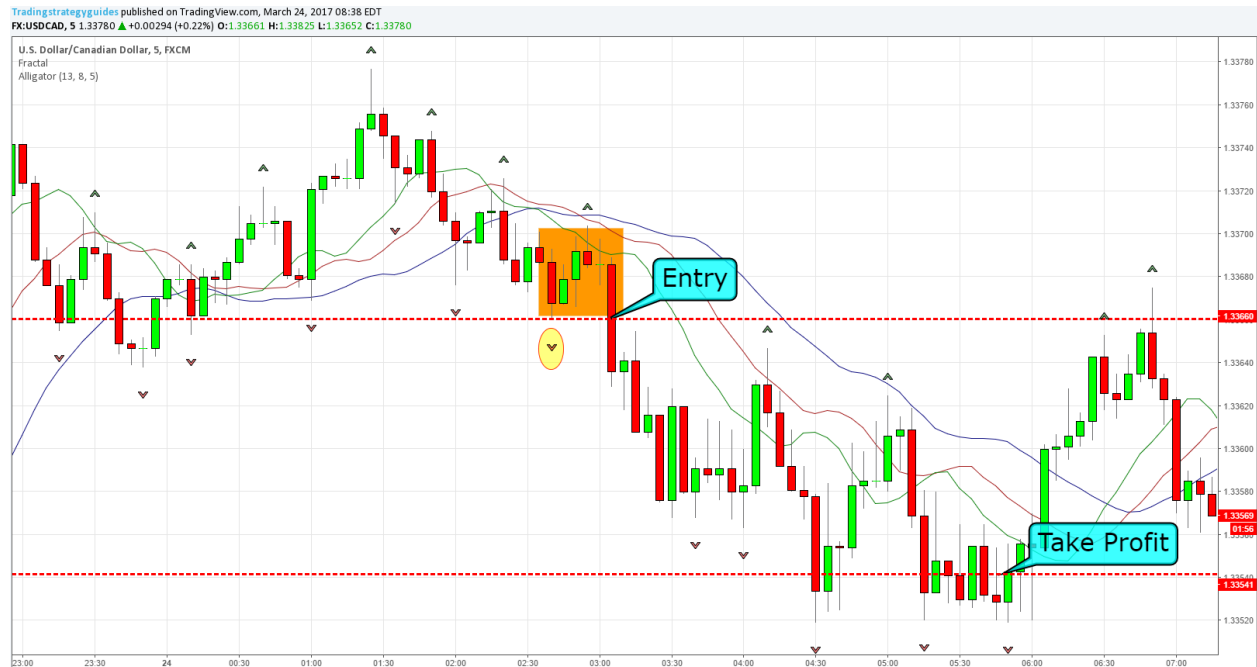 Tradingstrategyguides published on TradingView.com, March 24, 2017 08:38 EDT
FX:USDCAD, 5 1.33780 ▲ +0.00294 (+0.22%) O:1.33661 H:1.33825 L:1.33652 C:1.33780
U.S. Dollar/Canadian Dollar, 5, FXCM
Fractal
Alligator (13, 8, 5)
1.33780
1.33760
1.33740
1.33720
1.33700
Entry
1.33680
1.33660
1.33640
1.33620
1.33600
1.33580
1.33569
01:56
1.33560
Take Profit
1.33540
1.33541
1.33520
23:00 23:30 24 00:30 01:00 01:30 02:00 02:30 03:00 03:30 04:00 04:30 05:00 05:30 06:00 06:30 07:00